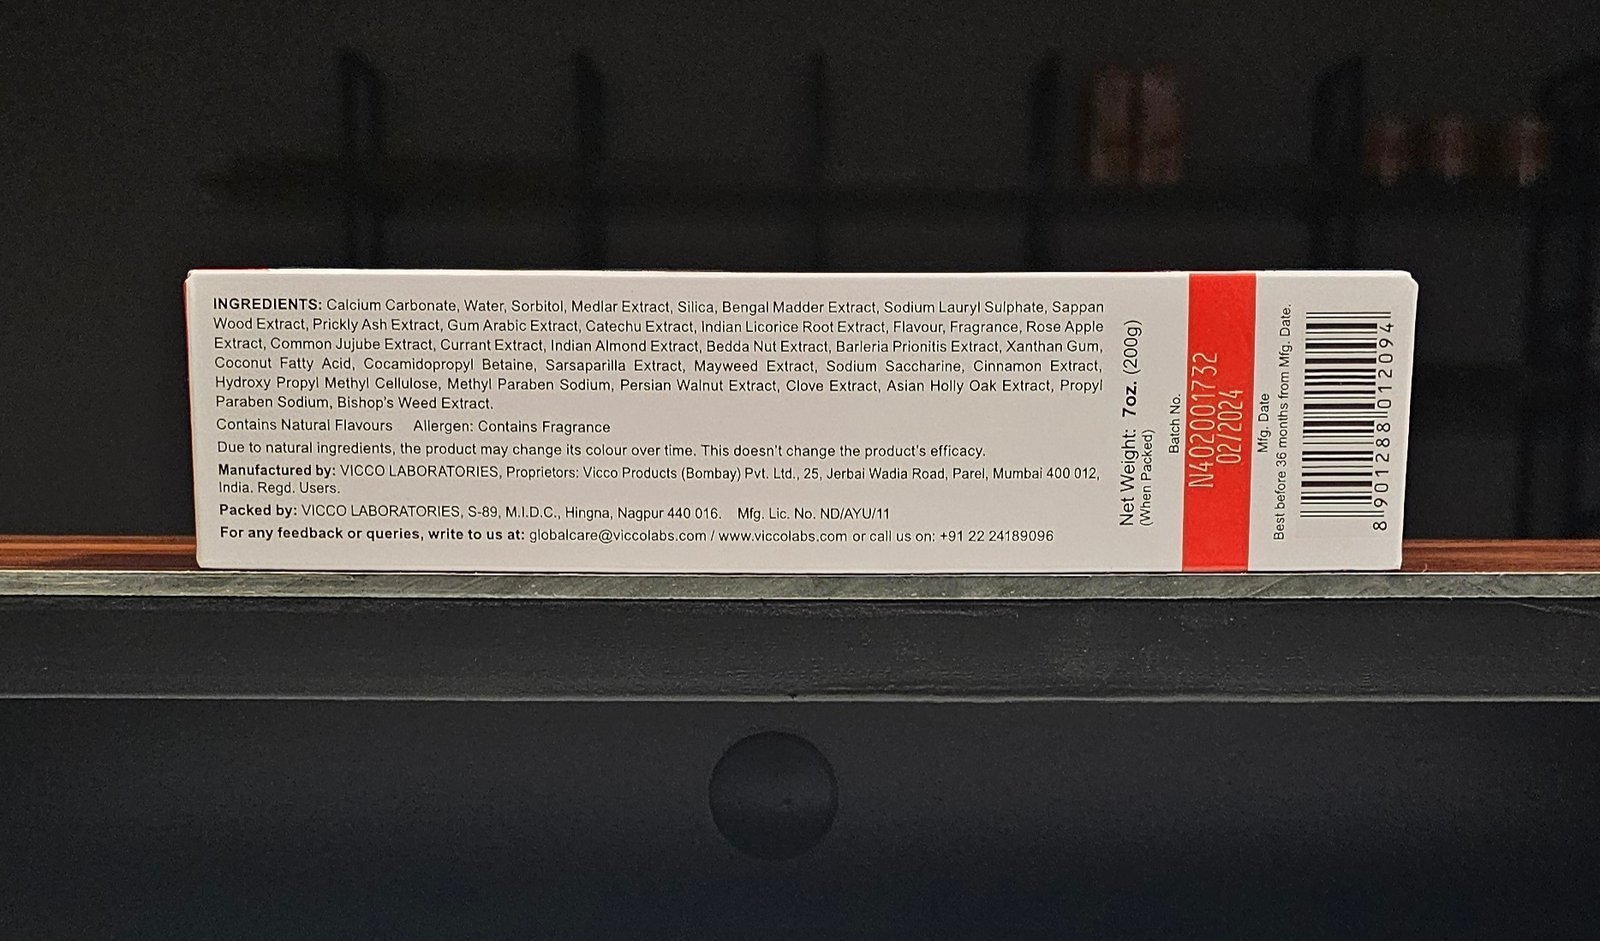 INGREDIENTS: Calcium Carbonate, Water, Sorbitol, Medlar Extract, Silica, Bengal Madder Extract, Sodium Lauryl Sulphate, Sappan
Wood Extract, Prickly Ash Extract, Gum Arabic Extract, Catechu Extract, Indian Licorice Root Extract, Flavour, Fragrance, Rose Apple
Extract, Common Jujube Extract, Currant Extract, Indian Almond Extract, Bedda Nut Extract, Barleria Prionitis Extract, Xanthan Gum,
Coconut Fatty Acid, Cocamidopropyl Betaine, Sarsaparilla Extract, Mayweed Extract, Sodium Saccharine, Cinnamon Extract,
Hydroxy Propyl Methyl Cellulose, Methyl Paraben Sodium, Persian Walnut Extract, Clove Extract, Asian Holly Oak Extract, Propyl
Paraben Sodium, Bishop's Weed Extract.
Contains Natural Flavours Allergen: Contains Fragrance
Due to natural ingredients, the product may change its colour over time. This doesn't change the product's efficacy.
Manufactured by: VICCO LABORATORIES, Proprietors: Vicco Products (Bombay) Pvt. Ltd., 25, Jerbai Wadia Road, Parel, Mumbai 400 012,
India. Regd. Users.
Packed by: VICCO LABORATORIES, S-89, M.I.D.C., Hingna, Nagpur 440 016. Mfg. Lic. No. ND/AYU/11
For any feedback or queries, write to us at: globalcare@viccolabs.com / www.viccolabs.com or call us on: +91 22 24189096
Net Weight: 7oz. (200g)
(When Packed)
Batch No.
N402001732
02/2024
Mfg. Date
Best before 36 months from Mfg. Date.
8901288012094